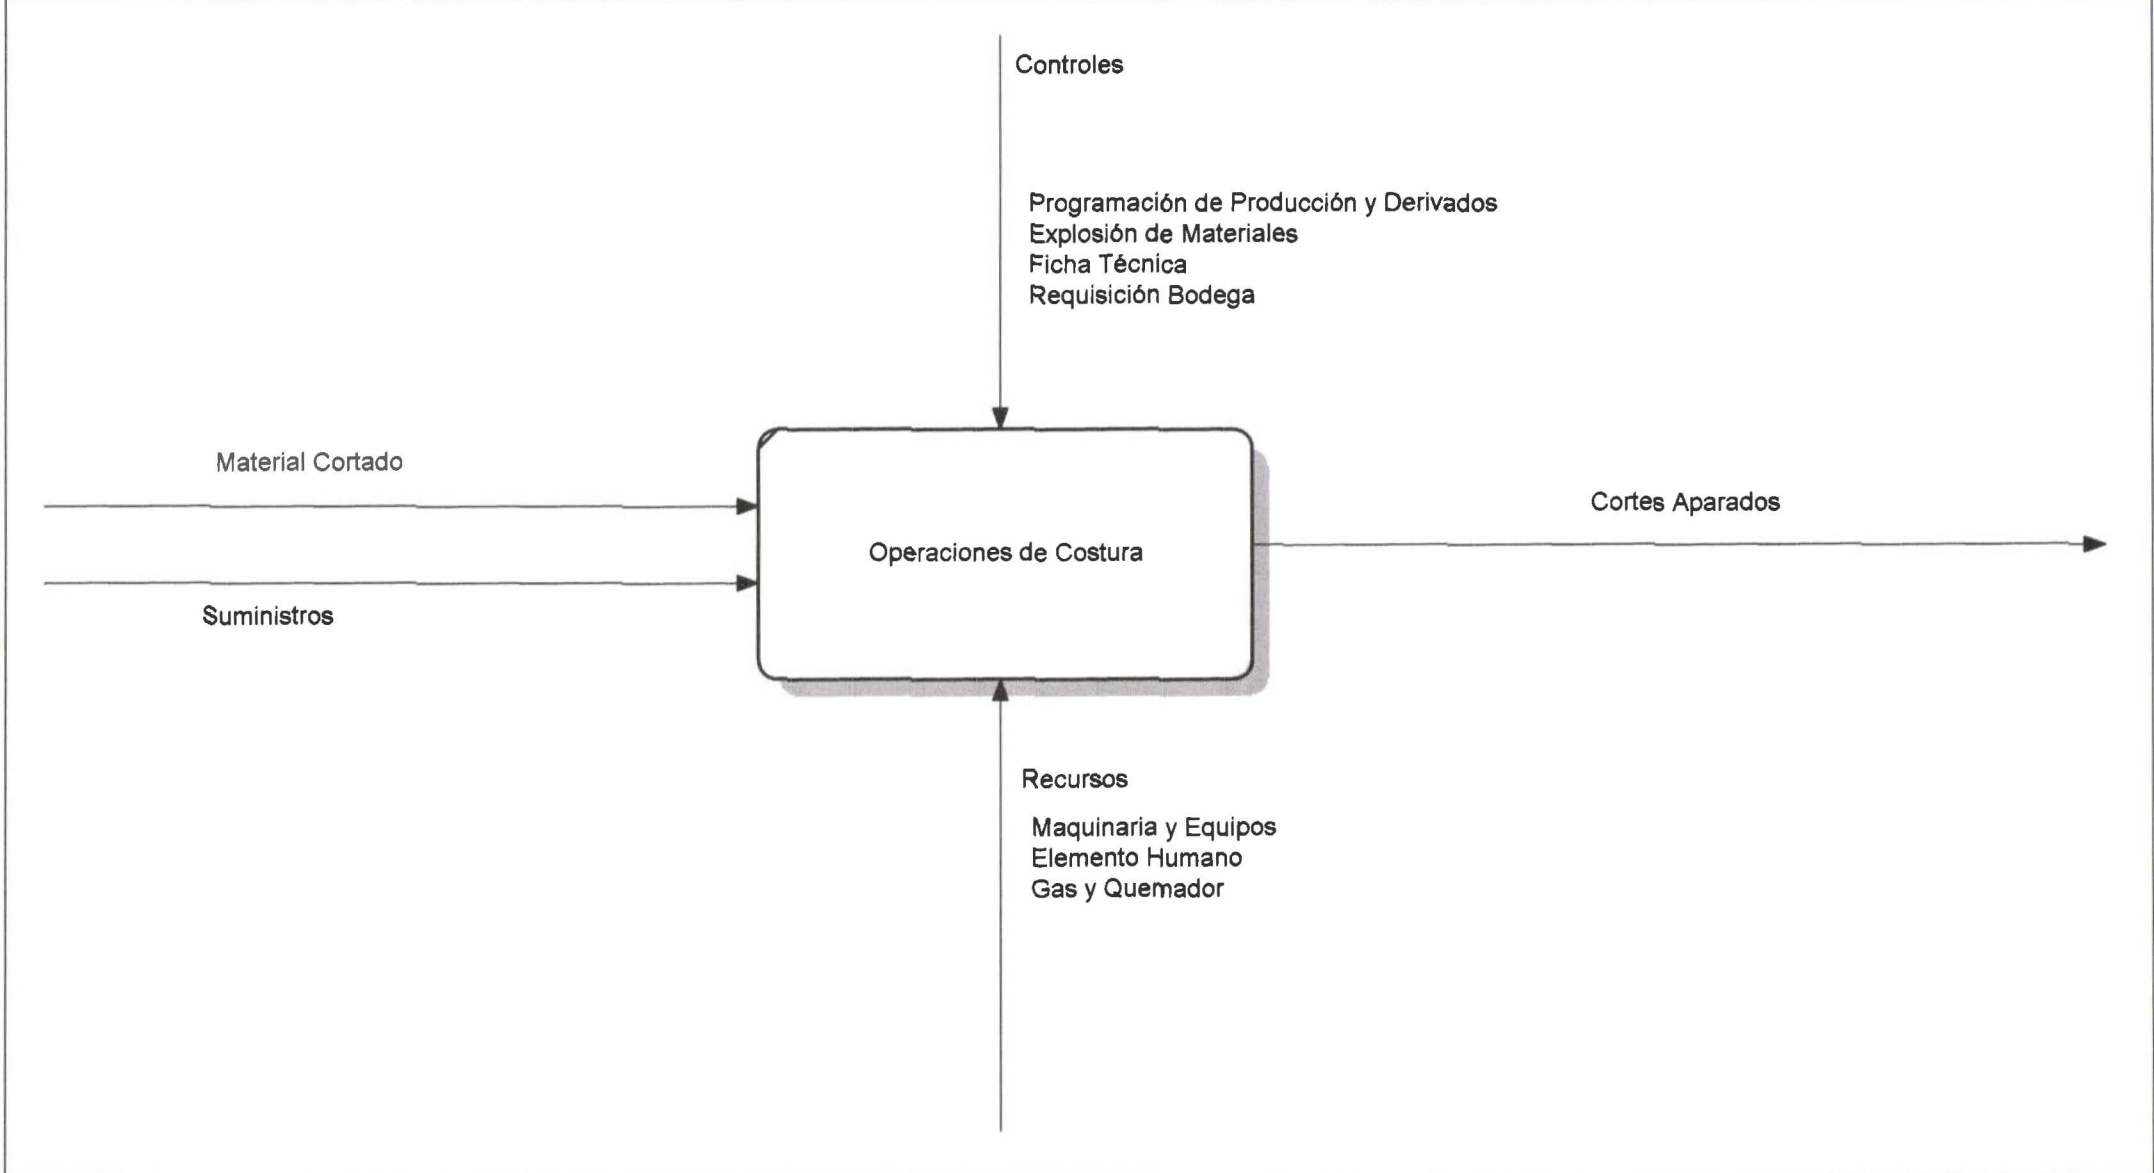 Controles
Programación de Producción y Derivados
Explosión de Materiales
Ficha Técnica
Requisición Bodega
Material Cortado
Cortes Aparados
Operaciones de Costura
Suministros
Recursos
Maquinaria y Equipos
Elemento Humano
Gas y Quemador